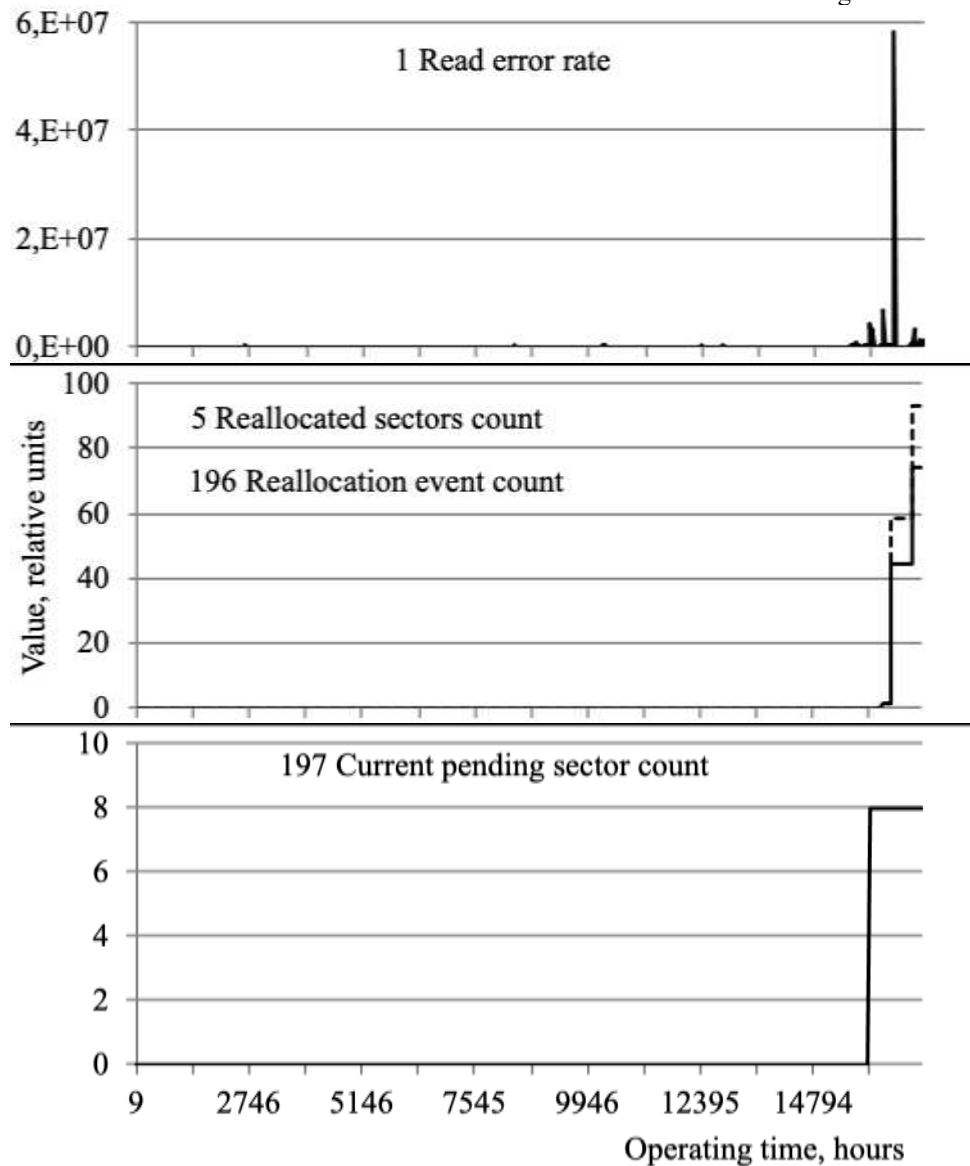 6,E+07
1 Read error rate
4,E+07
2,E+07
0,E+00
100
5 Reallocated sectors count
80
196 Reallocation event count
60
40
20
0
Value, relative units
10
197 Current pending sector count
8
6
4
2
0
9 2746 5146 7545 9946 12395 14794
Operating time, hours